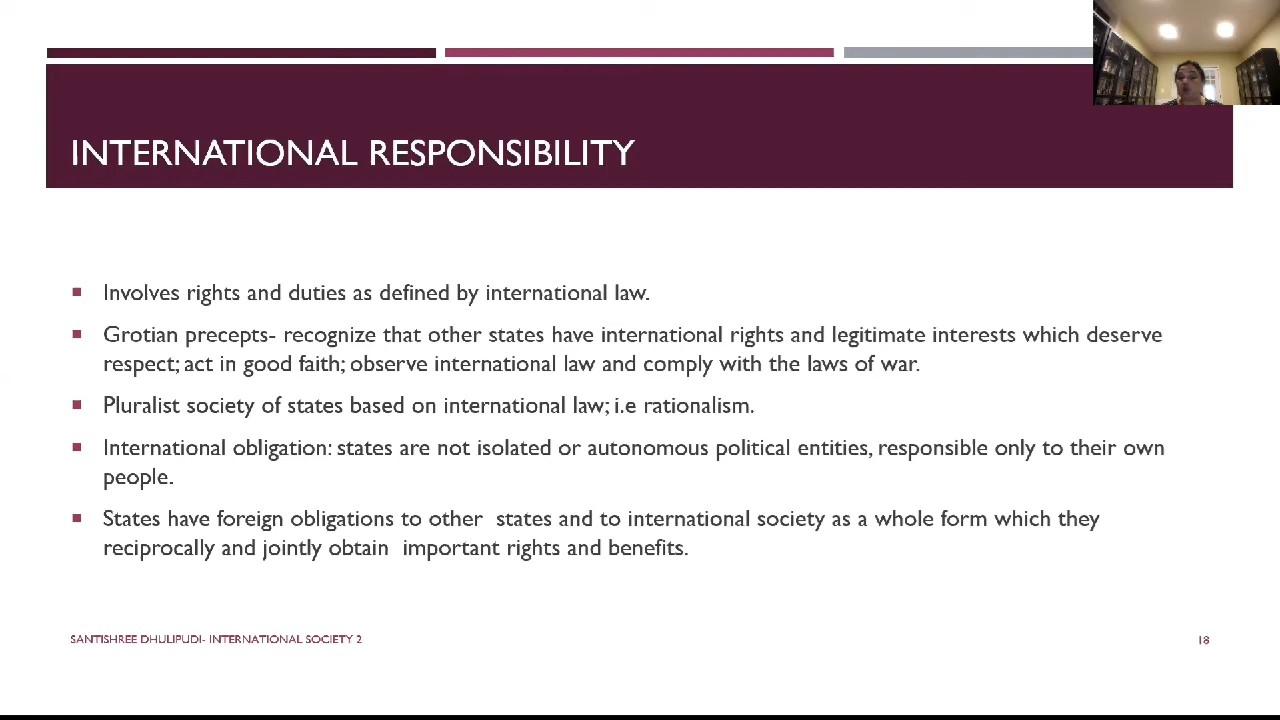 INTERNATIONAL RESPONSIBILITY
Involves rights and duties as defined by international law.
Grotian precepts- recognize that other states have international rights and legitimate interests which deserve
respect; act in good faith; observe international law and comply with the laws of war.
Pluralist society of states based on international law; i.e rationalism.
International obligation: states are not isolated or autonomous political entities, responsible only to their own
people.
States have foreign obligations to other states and to international society as a whole form which they
reciprocally and jointly obtain important rights and benefits.
SANTISHREE DHULIPUDI- INTERNATIONAL SOCIETY 2
18